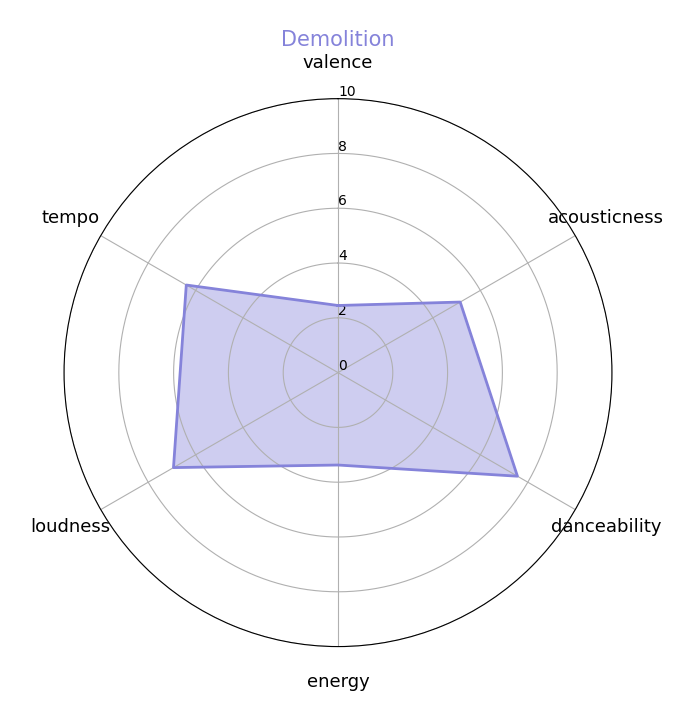 Demolition
valence
10
8
tempo
6
acousticness
4
2
0
loudness
danceability
energy